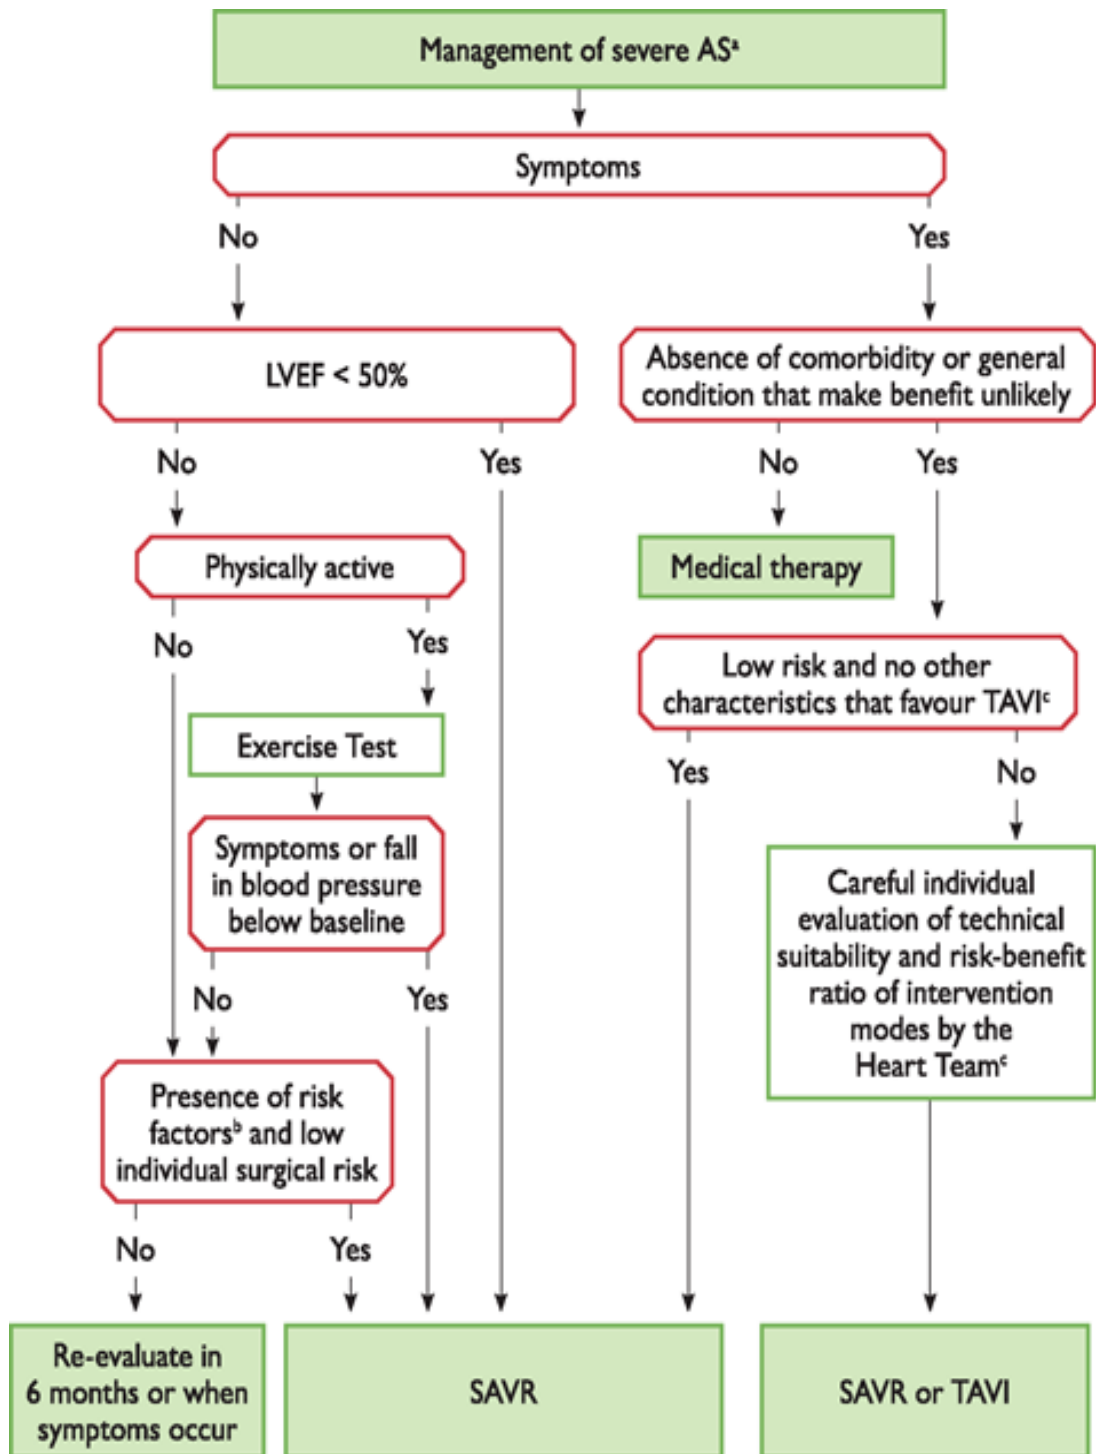 Management of severe ASᵃ
Symptoms
No
Yes
LVEF < 50%
Absence of comorbidity or general
condition that make benefit unlikely
No
Yes
No
Yes
Physically active
Medical therapy
No
Yes
Low risk and no other
characteristics that favour TAVIᶜ
Exercise Test
Yes
No
Symptoms or fall
in blood pressure
below baseline
Careful individual
evaluation of technical
suitability and risk-benefit
ratio of intervention
modes by the
Heart Teamᶜ
No
Yes
Presence of risk
factorsᵇ and low
individual surgical risk
No
Yes
Re-evaluate in
6 months or when
symptoms occur
SAVR
SAVR or TAVI